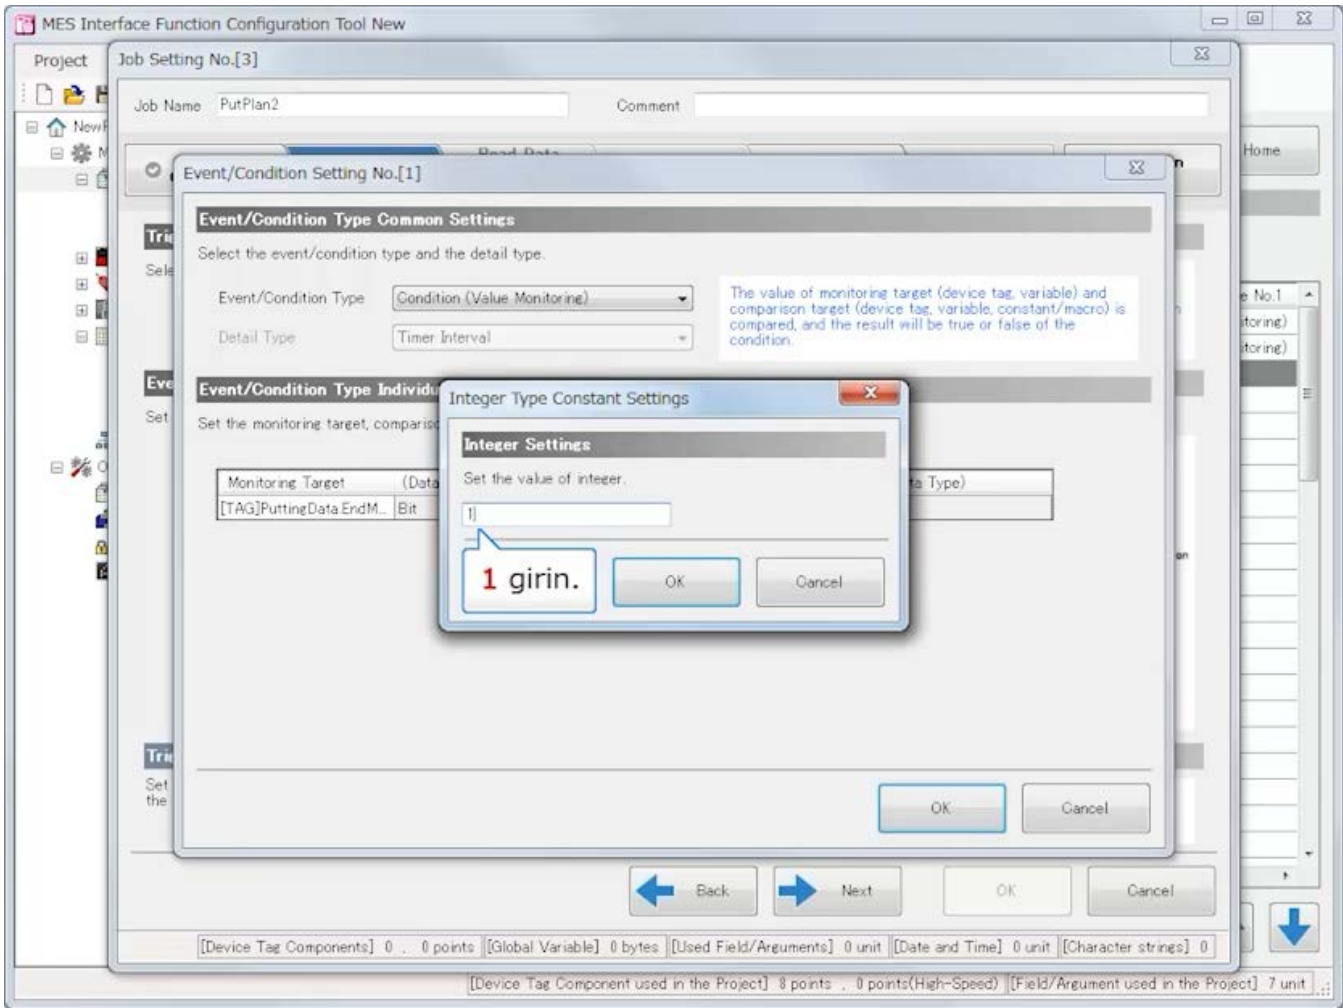 MES Interface Function Configuration Tool New
Project
Job Setting No.[3]
Job Name PutPlan2 Comment
Home
Event/Condition Setting No.[1]
Event/Condition Type Common Settings
Select the event/condition type and the detail type.
Event/Condition Type Condition (Value Monitoring)
Detail Type Timer Interval
The value of monitoring target (device tag, variable) and
comparison target (device tag, variable, constant/macro) is
compared, and the result will be true or false of the
condition.
e No.1
itoring)
itoring)
Event/Condition Type Individu
Set the monitoring target, comparis
Set
Integer Type Constant Settings
Integer Settings
Set the value of integer.
1
1 girin.
OK Cancel
Monitoring Target (Data
a Type)
[TAG]PuttingData.EndM... Bit
Set
the
OK Cancel
Back Next OK Cancel
[Device Tag Components] 0 , 0 points [Global Variable] 0 bytes [Used Field/Arguments] 0 unit [Date and Time] 0 unit [Character strings] 0
[Device Tag Component used in the Project] 8 points , 0 points(High-Speed) [Field/Argument used in the Project] 7 unit